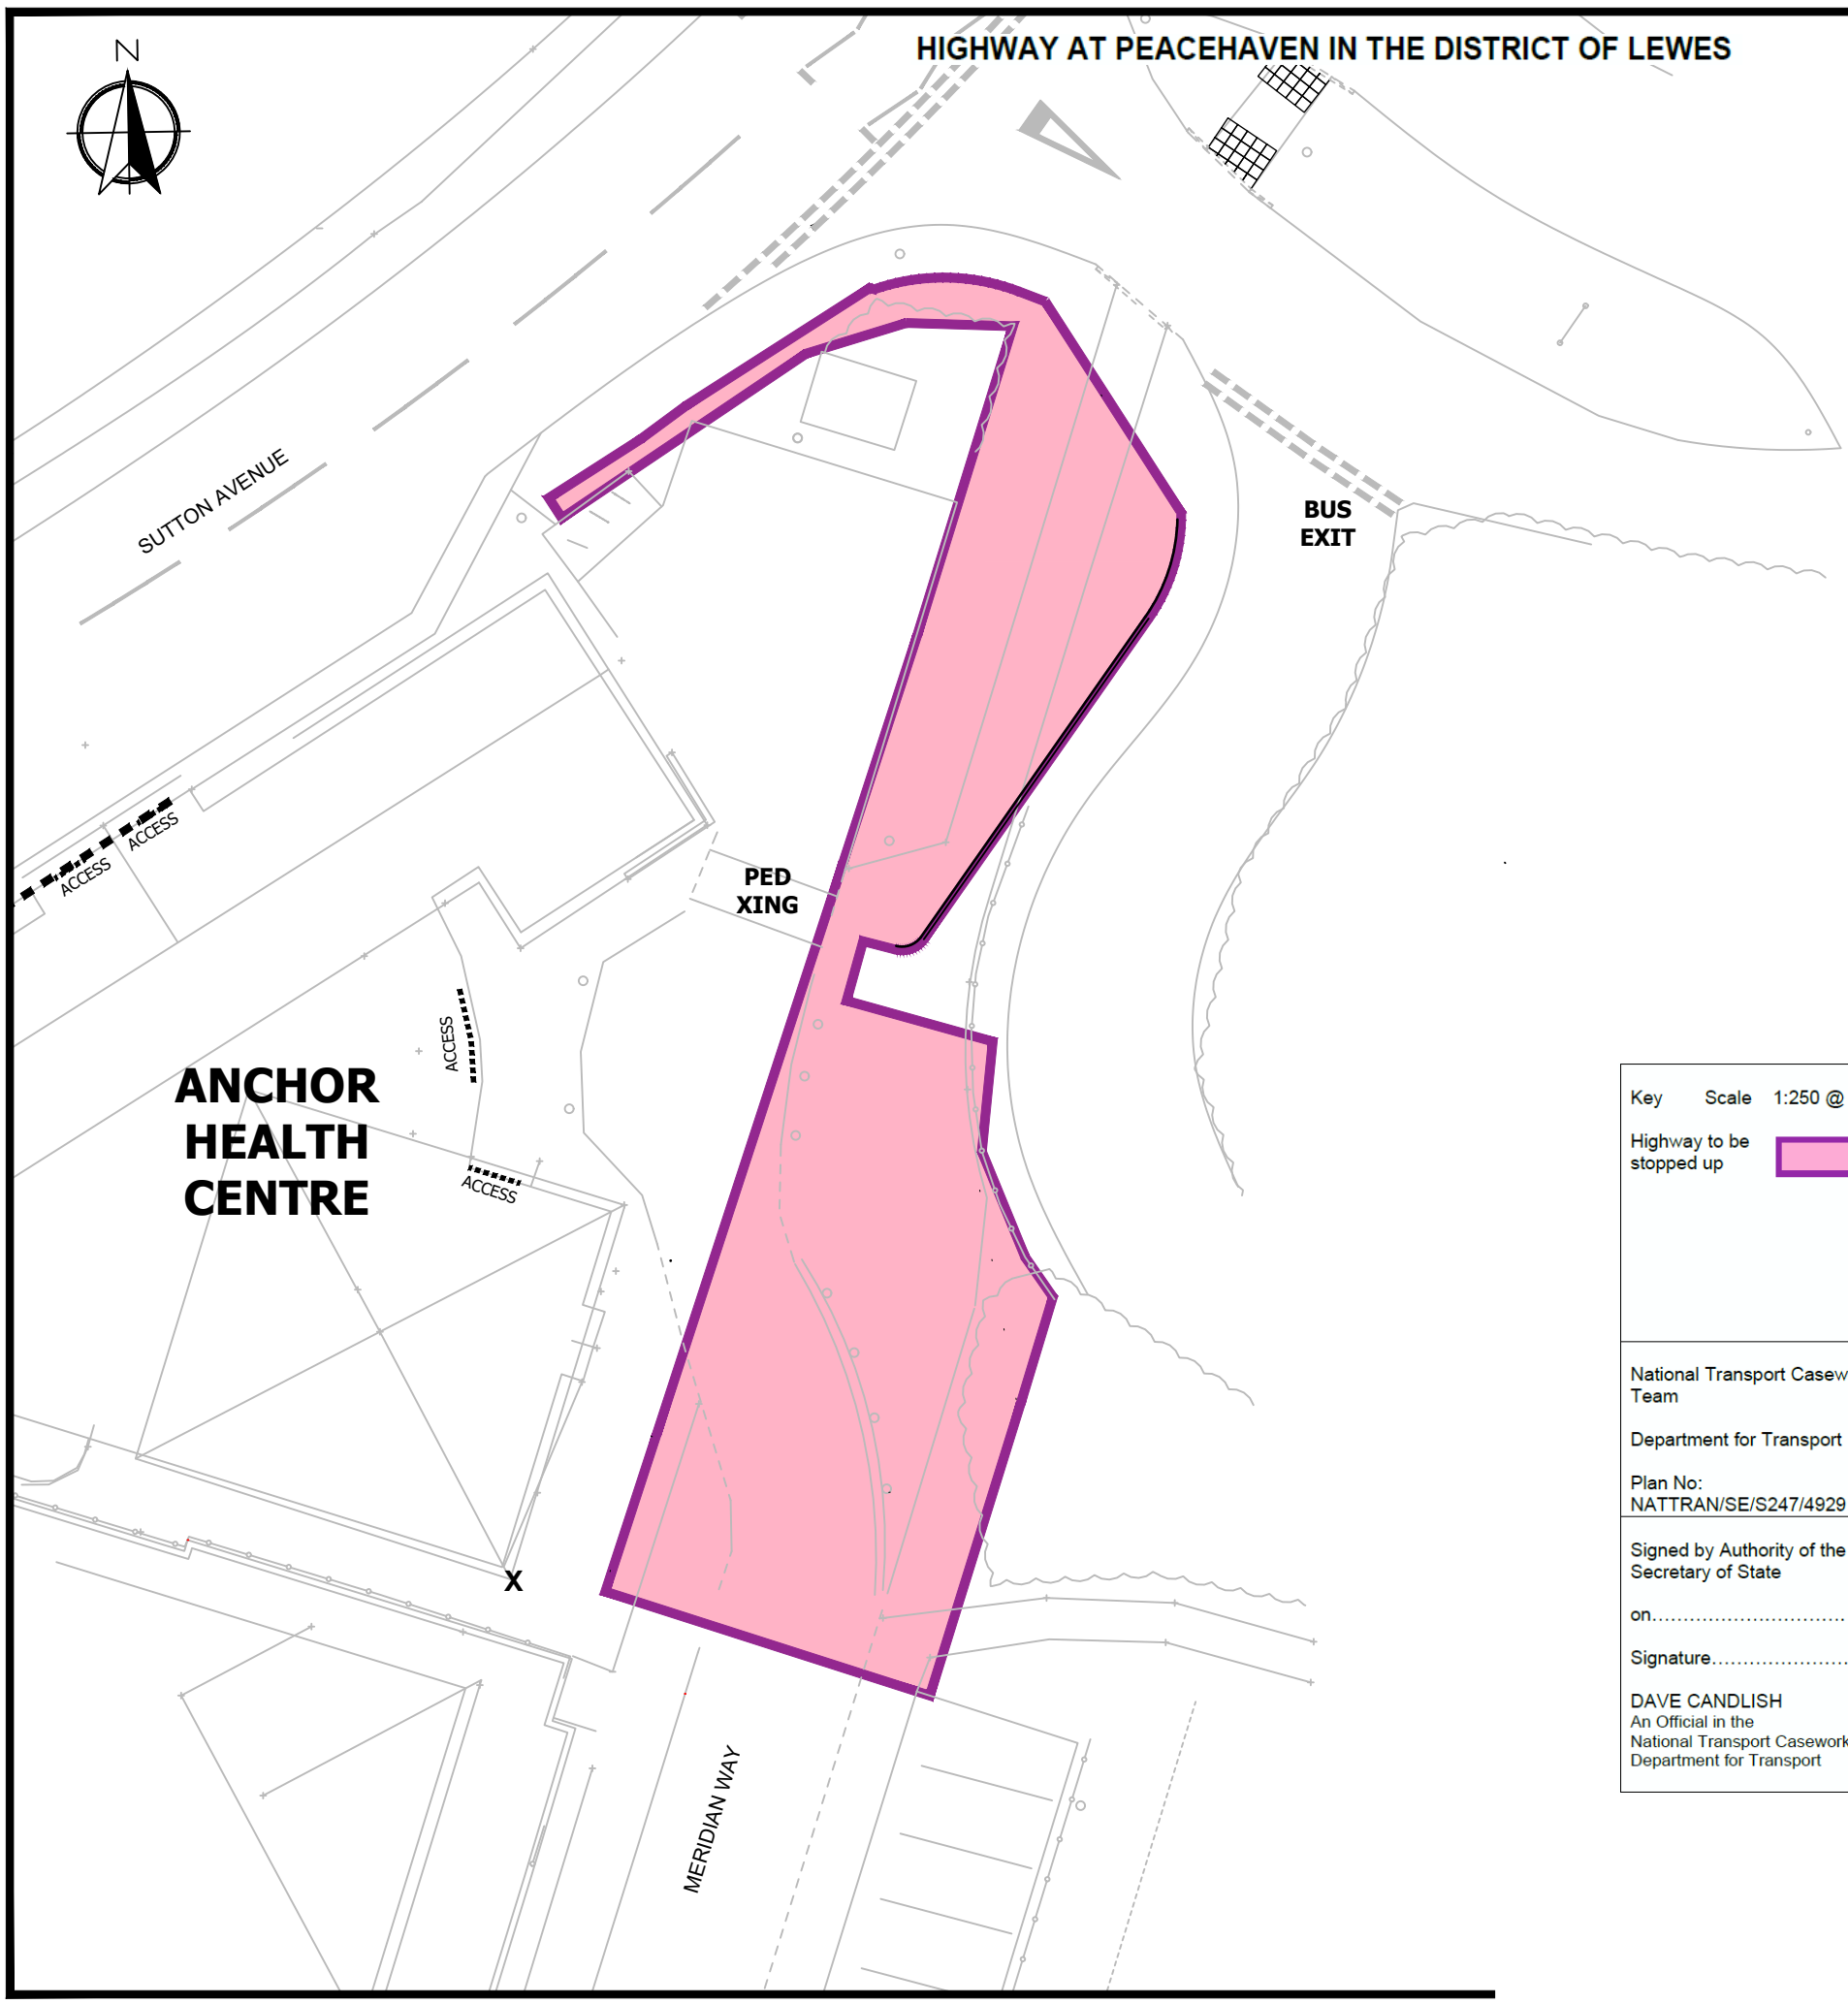 HIGHWAY AT PEACEHAVEN IN THE DISTRICT OF LEWES
N
SUTTON AVENUE
BUS
EXIT
ACCESS
ACCESS
PED
XING
ACCESS
ANCHOR
HEALTH
CENTRE
ACCESS
X
MERIDIAN WAY
Key Scale 1:250 @
Highway to be
stopped up
National Transport Casew
Team
Department for Transport
Plan No:
NATTRAN/SE/S247/4929
Signed by Authority of the
Secretary of State
on...............................
Signature......................
DAVE CANDLISH
An Official in the
National Transport Casework
Department for Transport